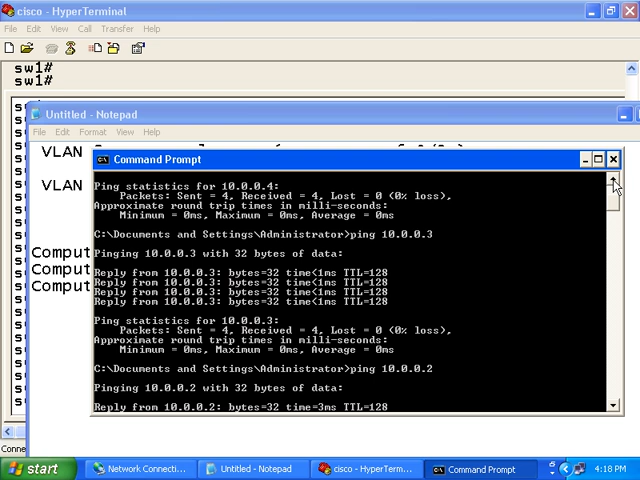 cisco - HyperTerminal
File Edit View Call Transfer Help
sw1#
sw1#
Untitled - Notepad
File Edit Format View Help
VLAN
VLAN
Comput
Comput
Comput
Command Prompt
Ping statistics for 10.0.0.4:
Packets: Sent = 4, Received = 4, Lost = 0 (0% loss),
Approximate round trip times in milli-seconds:
Minimum = 0ms, Maximum = 0ms, Average = 0ms
C:\Documents and Settings\Administrator>ping 10.0.0.3
Pinging 10.0.0.3 with 32 bytes of data:
Reply from 10.0.0.3: bytes=32 time<1ms TTL=128
Reply from 10.0.0.3: bytes=32 time<1ms TTL=128
Reply from 10.0.0.3: bytes=32 time<1ms TTL=128
Reply from 10.0.0.3: bytes=32 time<1ms TTL=128
Ping statistics for 10.0.0.3:
Packets: Sent = 4, Received = 4, Lost = 0 (0% loss),
Approximate round trip times in milli-seconds:
Minimum = 0ms, Maximum = 0ms, Average = 0ms
C:\Documents and Settings\Administrator>ping 10.0.0.2
Pinging 10.0.0.2 with 32 bytes of data:
Reply from 10.0.0.2: bytes=32 time=3ms TTL=128
Conne
start Network Connecti... Untitled - Notepad cisco - HyperTerm... Command Prompt 4:18 PM